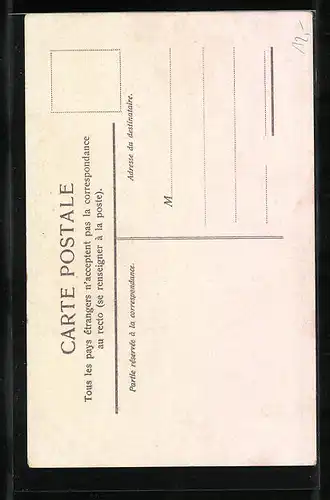 CARTE POSTALE
Tous les pays étrangers n'acceptent pas la correspondance
au recto (se renseigner à la poste).
Partie réservée à la correspondance.
Adresse du destinataire.
M
12,-